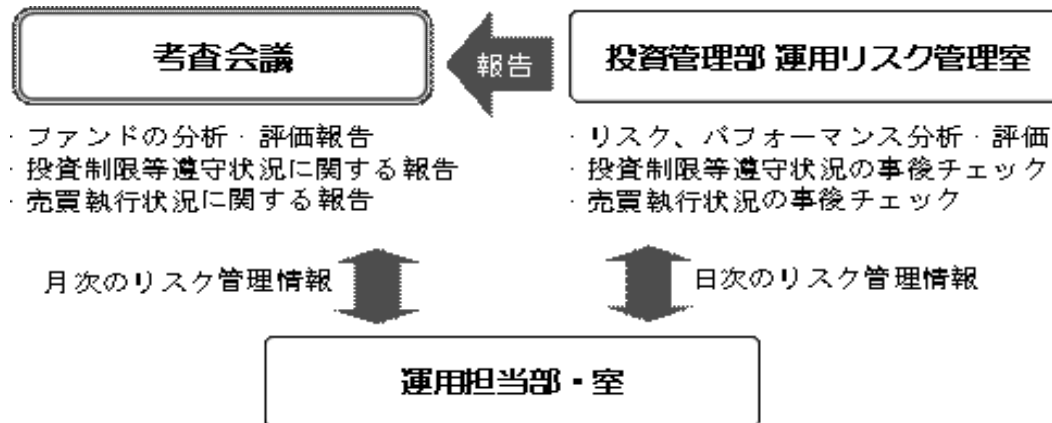 考査会議
報告
投資管理部 運用リスク管理室
・ファンドの分析・評価報告
・投資制限等遵守状況に関する報告
・売買執行状況に関する報告
・リスク、パフォーマンス分析・評価
・投資制限等遵守状況の事後チェック
・売買執行状況の事後チェック
月次のリスク管理情報
日次のリスク管理情報
運用担当部・室